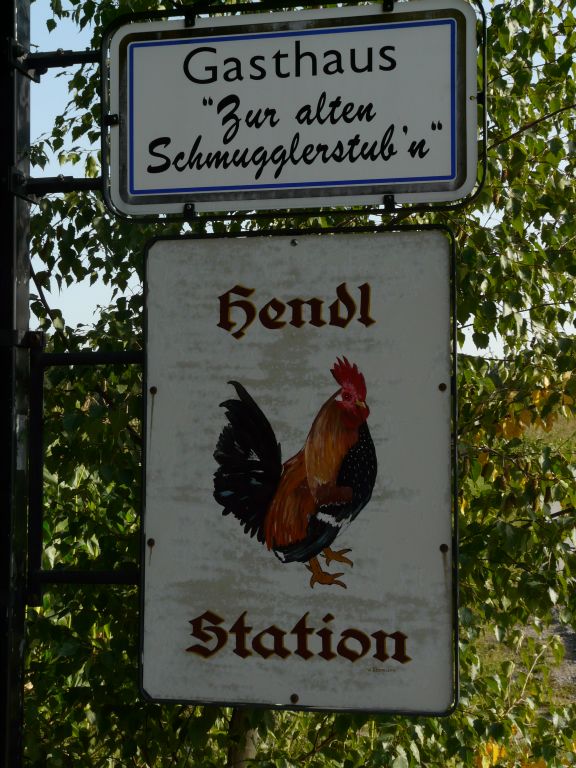 Gasthaus
"Zur alten
Schmugglerstub'n"
Hendl
Station